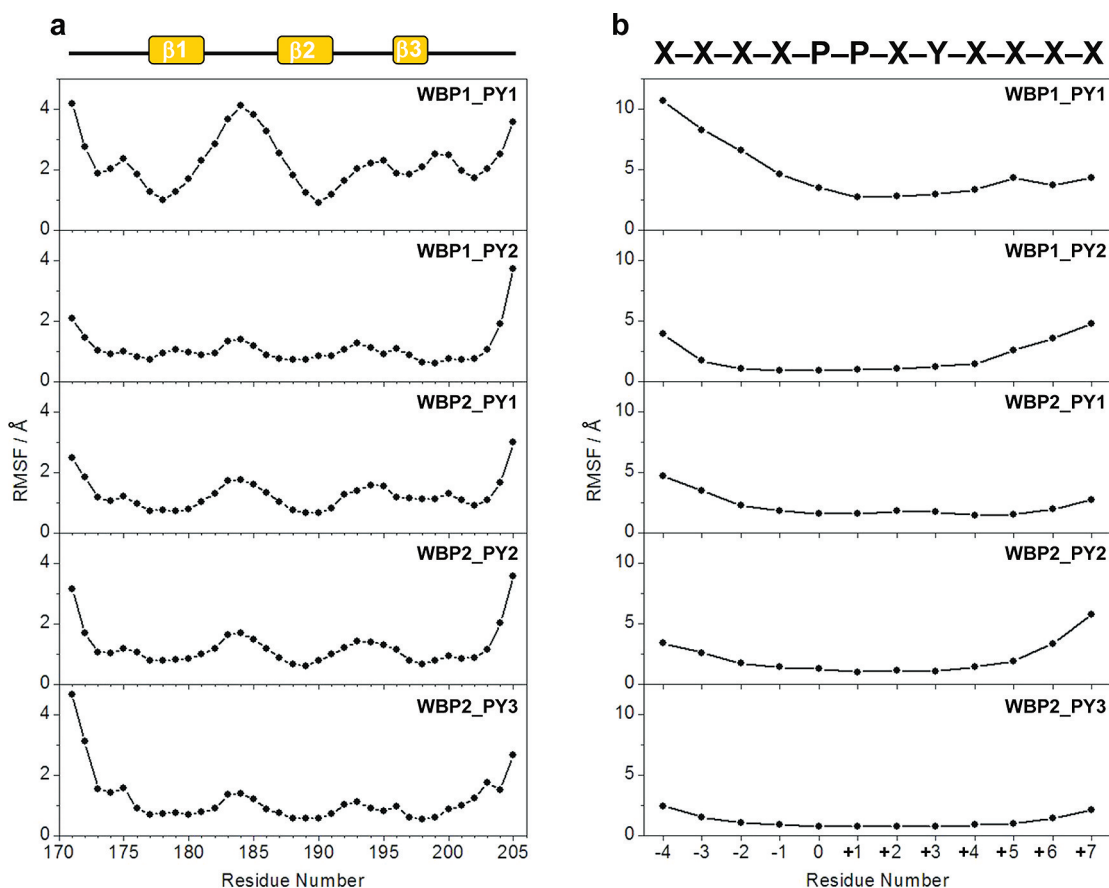 a
β1 β2 β3
WBP1_PY1
4
2
0
WBP1_PY2
4
2
0
WBP2_PY1
4
2
0
WBP2_PY2
4
2
0
WBP2_PY3
4
2
0
170 175 180 185 190 195 200 205
Residue Number
RMSF / Å
b
X–X–X–X–P–P–X–Y–X–X–X–X
WBP1_PY1
10
5
0
WBP1_PY2
10
5
0
WBP2_PY1
10
5
0
WBP2_PY2
10
5
0
WBP2_PY3
10
5
0
-4 -3 -2 -1 0 +1 +2 +3 +4 +5 +6 +7
Residue Number
RMSF / Å